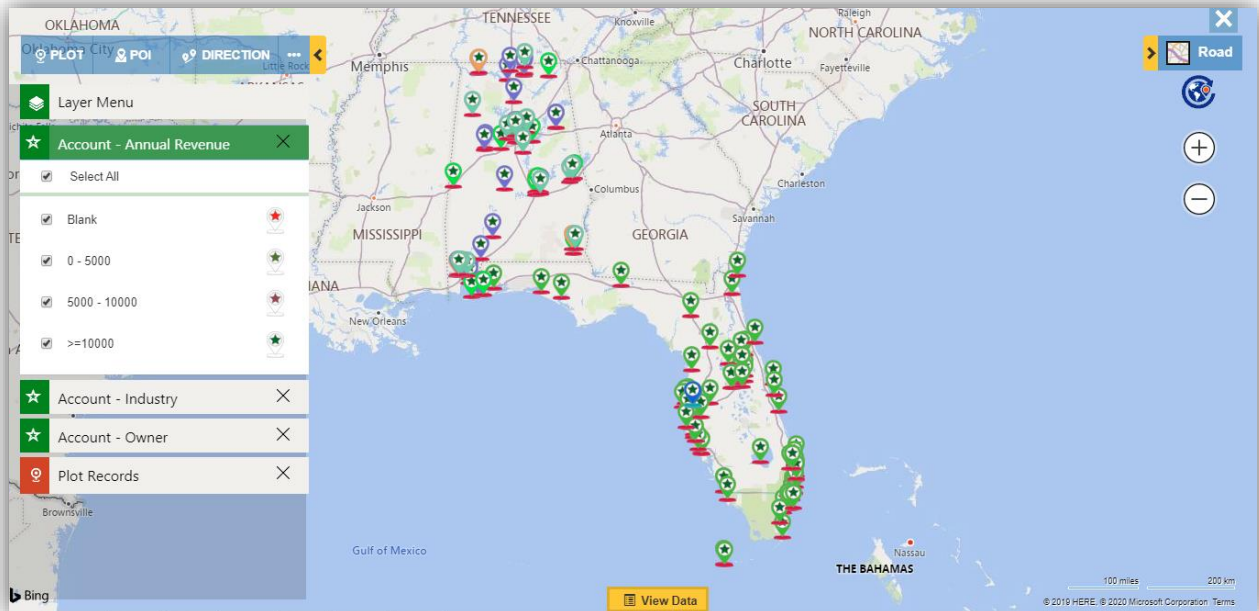 OKLAHOMA
Oklahoma City
PLOT
POI
DIRECTION
Little Rock
Layer Menu
Account - Annual Revenue
Select All
Blank
0 - 5000
5000 - 10000
>=10000
Account - Industry
Account - Owner
Plot Records
Brownsville
Bing
TENNESSEE
Knoxville
Raleigh
NORTH CAROLINA
Memphis
Chattanooga
Charlotte
Fayetteville
SOUTH
CAROLINA
Atlanta
Columbus
Charleston
Jackson
Savannah
MISSISSIPPI
GEORGIA
New Orleans
Gulf of Mexico
Nassau
THE BAHAMAS
Road
View Data
100 miles
200 km
© 2019 HERE, © 2020 Microsoft Corporation Terms